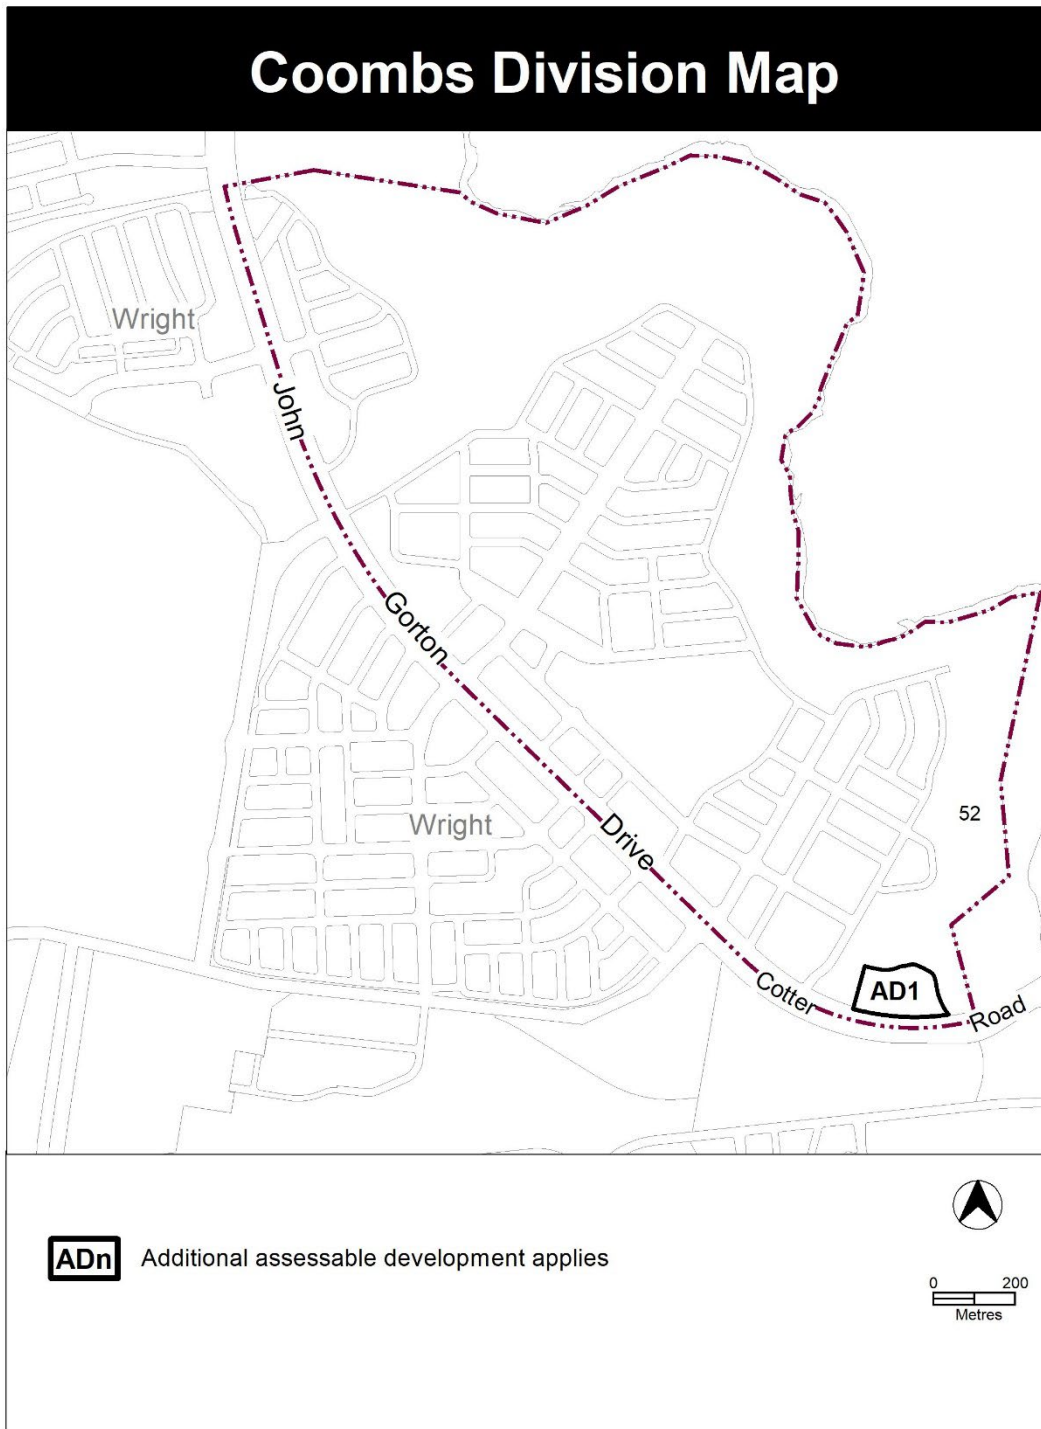 Coombs Division Map
Wright
John
Gorton
Wright
Drive
52
Cotter
AD1
Road
ADn Additional assessable development applies
0 200
Metres